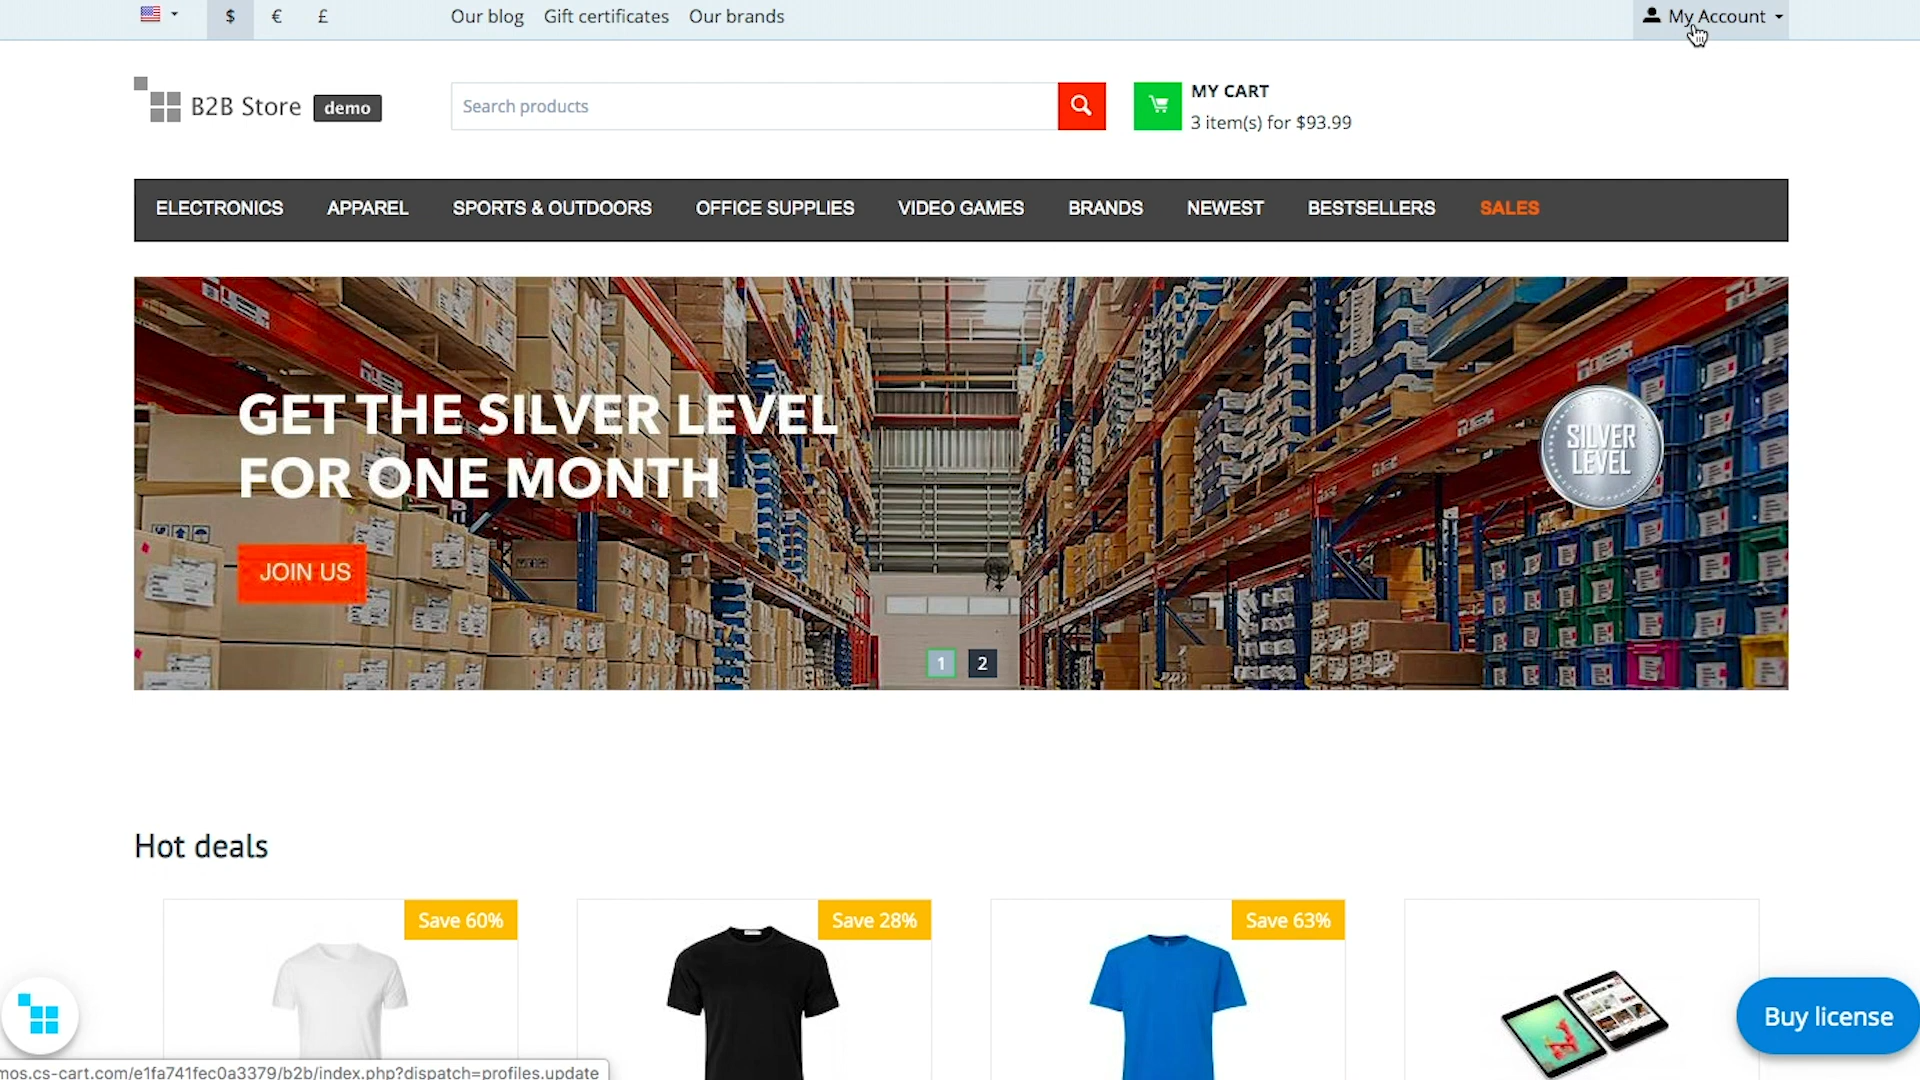 $ € £ Our blog Gift certificates Our brands My Account
B2B Store demo
Search products
MY CART
3 item(s) for $93.99
ELECTRONICS APPAREL SPORTS & OUTDOORS OFFICE SUPPLIES VIDEO GAMES BRANDS NEWEST BESTSELLERS SALES
GET THE SILVER LEVEL
FOR ONE MONTH
SILVER
LEVEL
JOIN US
1 2
Hot deals
Save 60% Save 28% Save 63%
Buy license
mos.cs-cart.com/e1fa741fec0a3379/b2b/index.php?dispatch=profiles.update